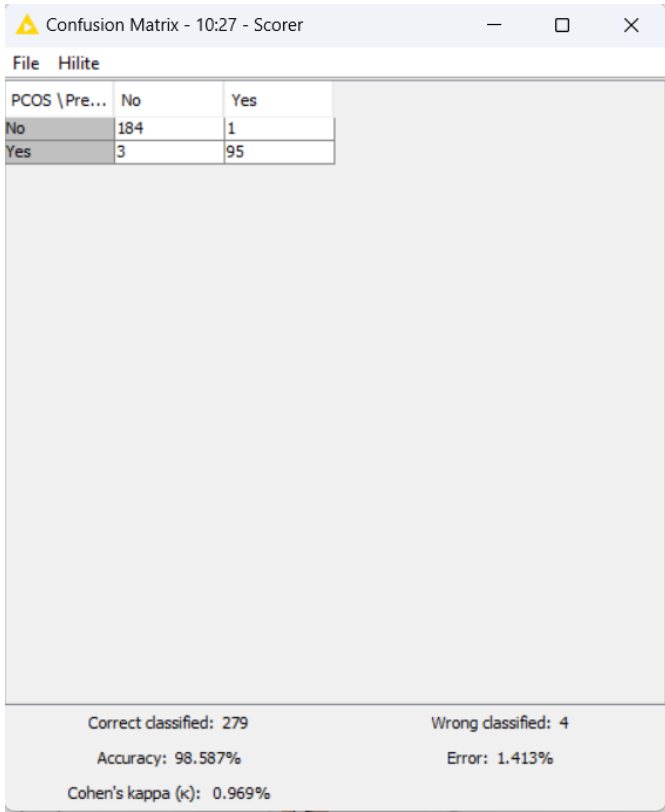 Confusion Matrix - 10:27 - Scorer
File Hilite
PCOS \Pre... No Yes
No 184 1
Yes 3 95
Correct classified: 279 Wrong classified: 4
Accuracy: 98.587% Error: 1.413%
Cohen's kappa (κ): 0.969%